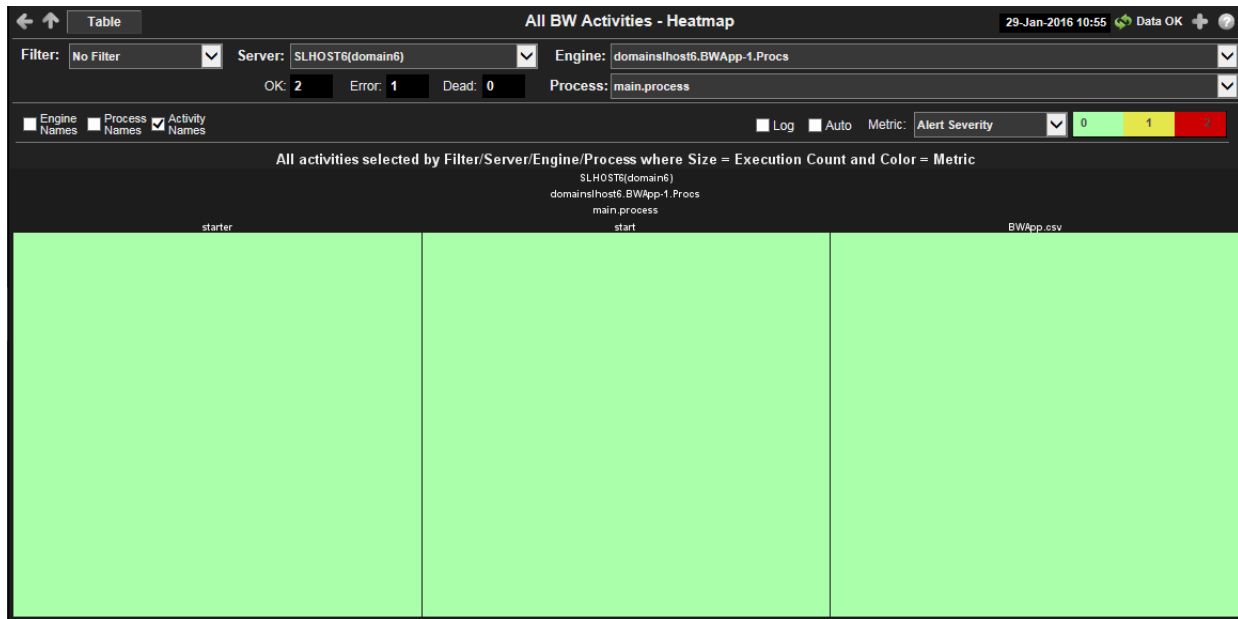 Table All BW Activities - Heatmap 29-Jan-2016 10:55 Data OK
Filter: No Filter Server: SLHOST6(domain6) Engine: domainslhost6.BWApp-1.Procs
OK: 2 Error: 1 Dead: 0 Process: main.process
Engine Names Process Names Activity Names Log Auto Metric: Alert Severity 0 1 2
All activities selected by Filter/Server/Engine/Process where Size = Execution Count and Color = Metric
SLHOST6(domain6)
domainslhost6.BWApp-1.Procs
main.process
starter start BWApp.csv